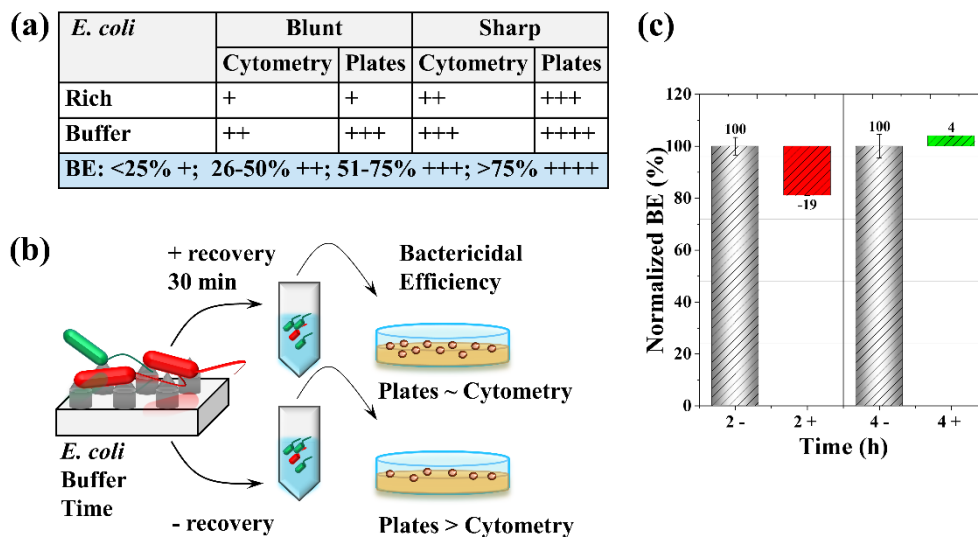 (a)
E. coli Blunt Sharp
Cytometry Plates Cytometry Plates
Rich + + ++ +++
Buffer ++ +++ +++ ++++
BE: <25% +; 26-50% ++; 51-75% +++; >75% ++++
(b)
+ recovery
30 min
Bactericidal
Efficiency
Plates ~ Cytometry
E. coli
Buffer
Time
- recovery
Plates > Cytometry
(c)
Normalized BE (%)
120
100
80
60
40
20
0
100
-19
100
4
2 - 2 + 4 - 4 +
Time (h)